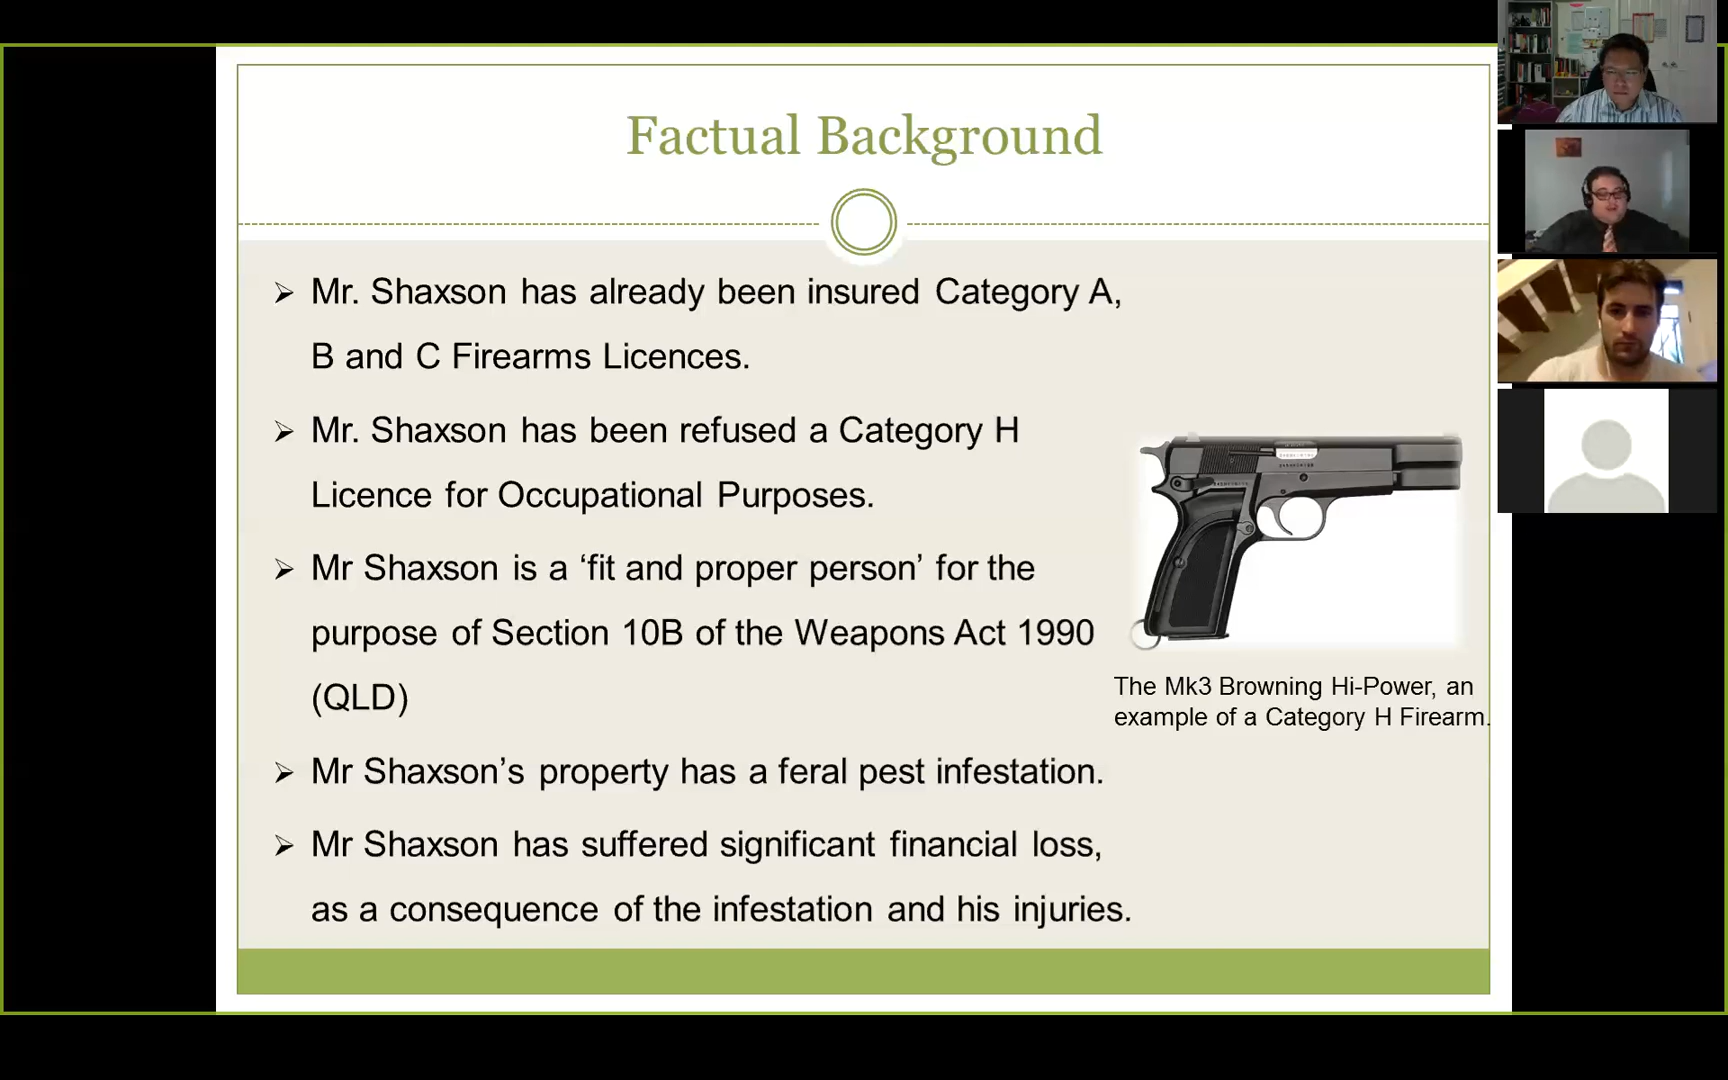 Factual Background
Mr. Shaxson has already been insured Category A,
B and C Firearms Licences.
Mr. Shaxson has been refused a Category H
Licence for Occupational Purposes.
Mr Shaxson is a ‘fit and proper person’ for the
purpose of Section 10B of the Weapons Act 1990
(QLD)
Mr Shaxson’s property has a feral pest infestation.
Mr Shaxson has suffered significant financial loss,
as a consequence of the infestation and his injuries.
The Mk3 Browning Hi-Power, an
example of a Category H Firearm.